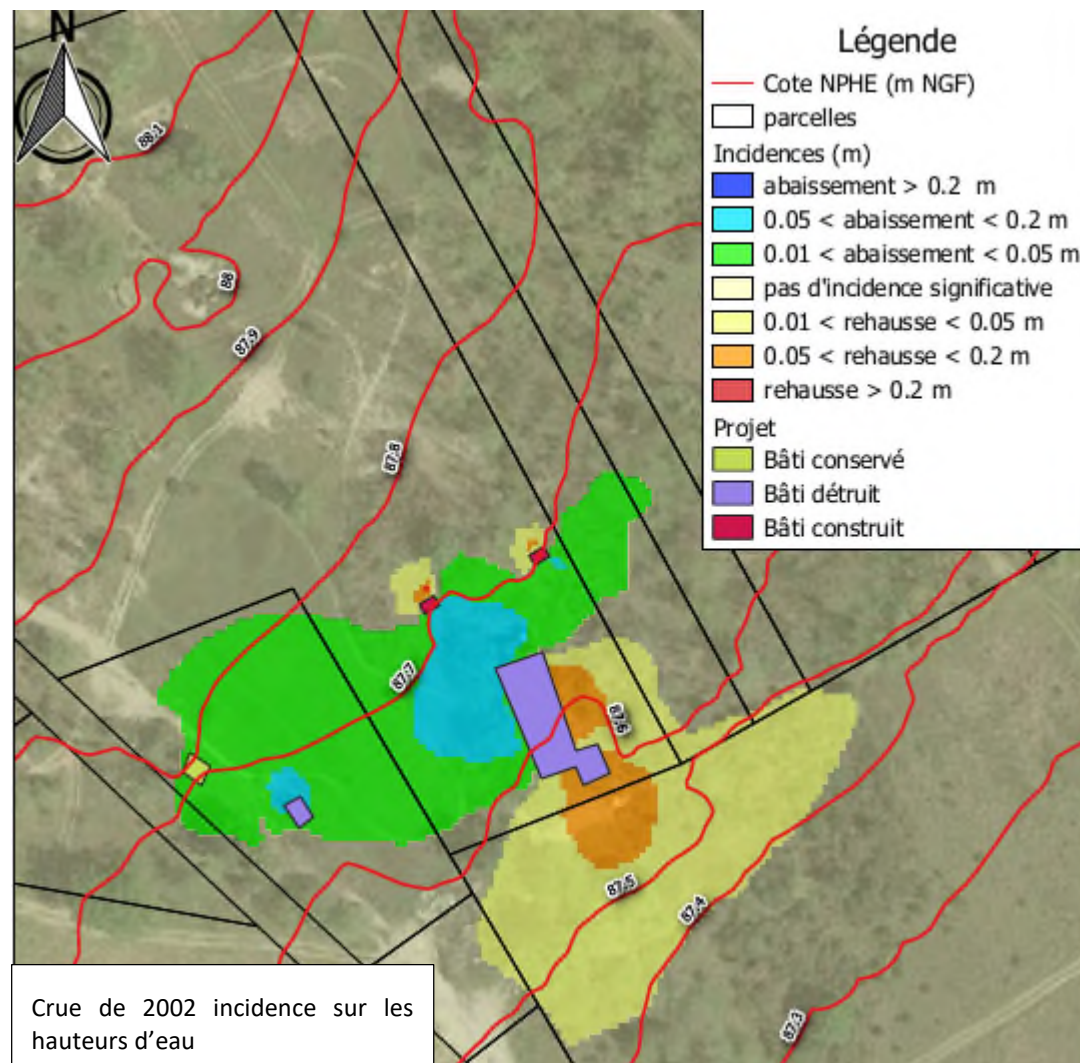 N
88.1
88
87.9
87.8
87.7
87.6
87.5
87.4
87.3
Légende
Cote NPHE (m NGF)
parcelles
Incidences (m)
abaissement > 0.2 m
0.05 < abaissement < 0.2 m
0.01 < abaissement < 0.05 m
pas d'incidence significative
0.01 < rehausse < 0.05 m
0.05 < rehausse < 0.2 m
rehausse > 0.2 m
Projet
Bâti conservé
Bâti détruit
Bâti construit
Crue de 2002 incidence sur les
hauteurs d'eau